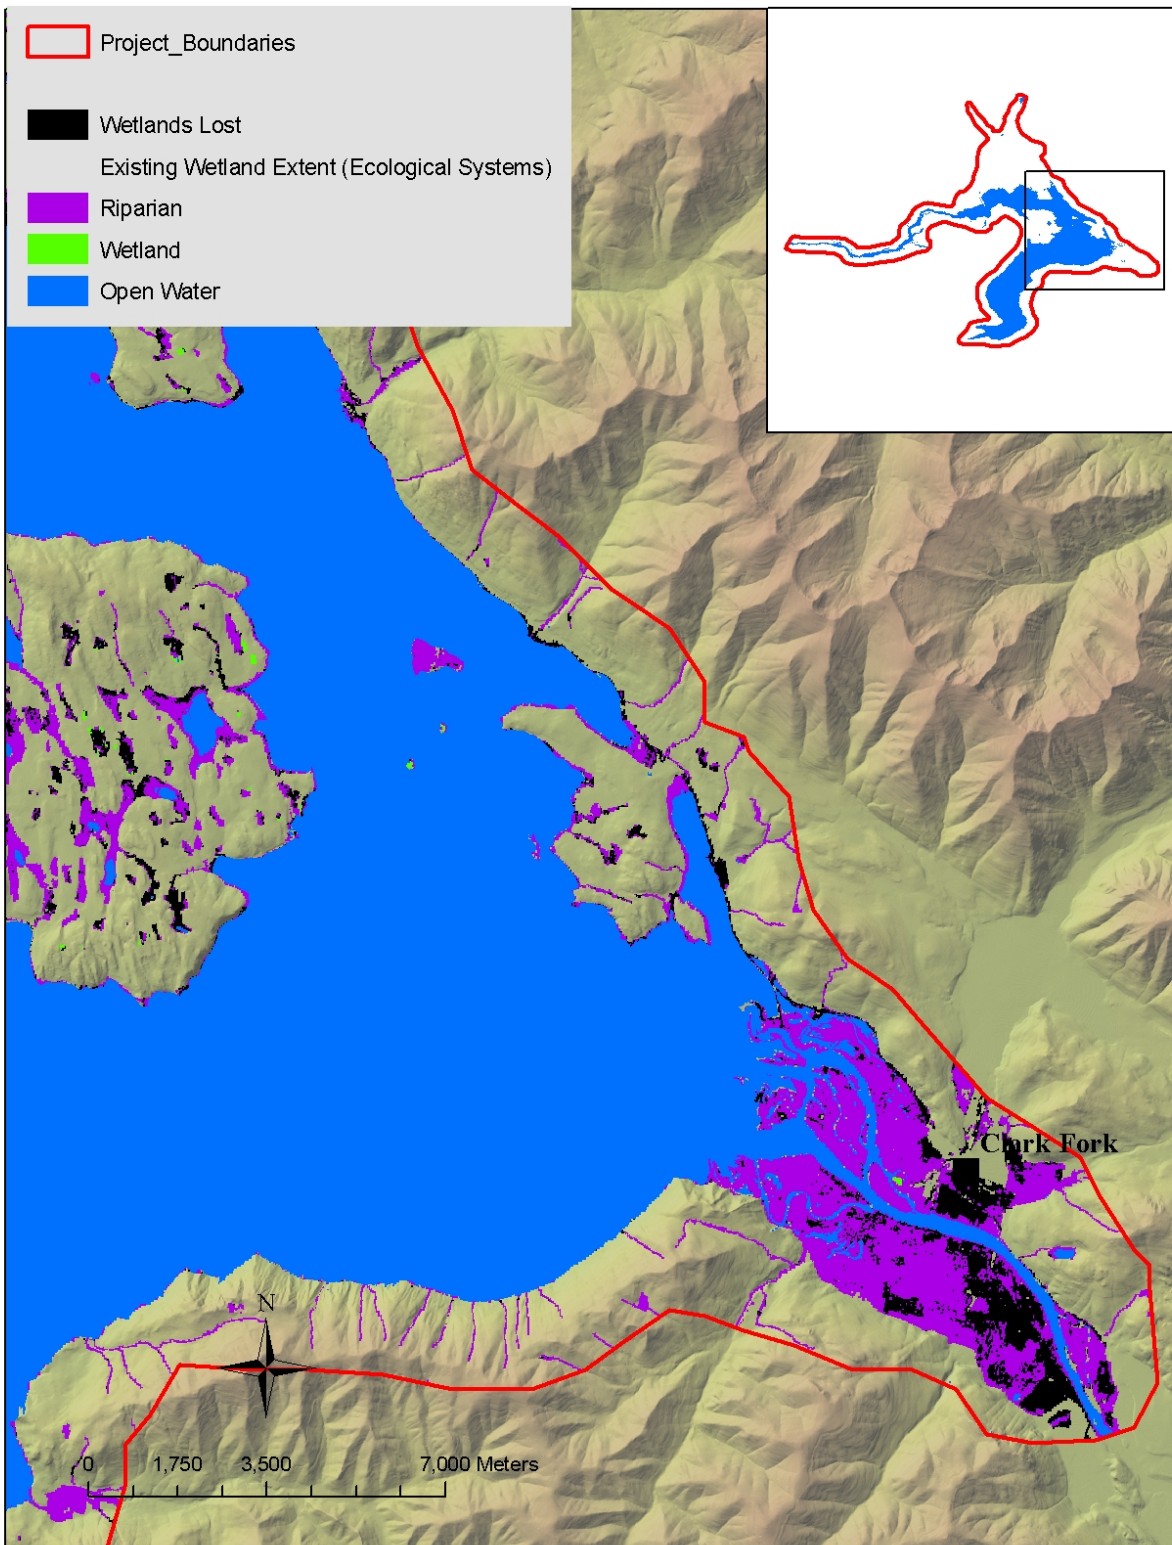 Project_Boundaries
Wetlands Lost
Existing Wetland Extent (Ecological Systems)
Riparian
Wetland
Open Water
Clark Fork
N
0 1,750 3,500 7,000 Meters